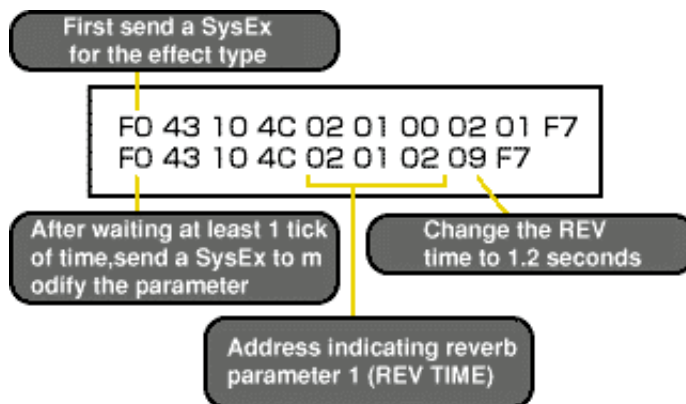 First send a SysEx
for the effect type
F0 43 10 4C 02 01 00 02 01 F7
F0 43 10 4C 02 01 02 09 F7
After waiting at least 1 tick
of time,send a SysEx to m
odify the parameter
Change the REV
time to 1.2 seconds
Address indicating reverb
parameter 1 (REV TIME)